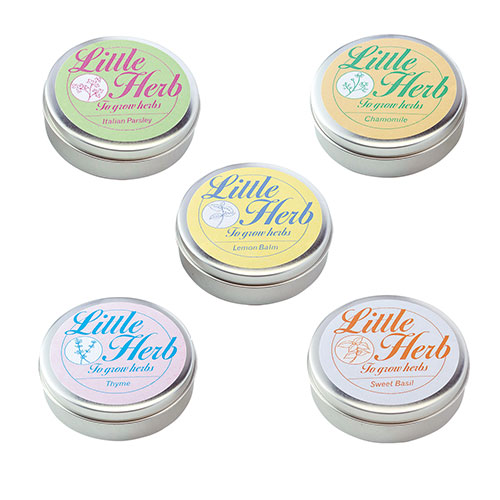 Little
Herb
To grow herbs
Italian Parsley
Little
Herb
To grow herbs
Chamomile
Little
Herb
To grow herbs
Lemon Balm
Little
Herb
To grow herbs
Thyme
Little
Herb
To grow herbs
Sweet Basil